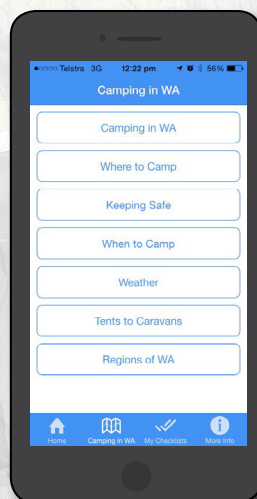 Telstra 3G 12:22 pm 56%
Camping in WA
Camping in WA
Where to Camp
Keeping Safe
When to Camp
Weather
Tents to Caravans
Regions of WA
Home Camping in WA My Checklists More Info